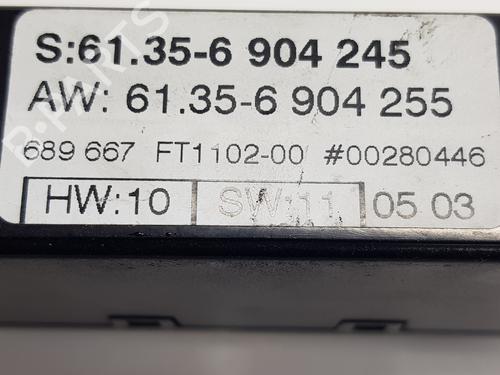 S:61.35-6 904 245
AW: 61.35-6 904 255
689 667 FT1102-00 #00280446
HW:10 SW:11 05 03
B-PARTS